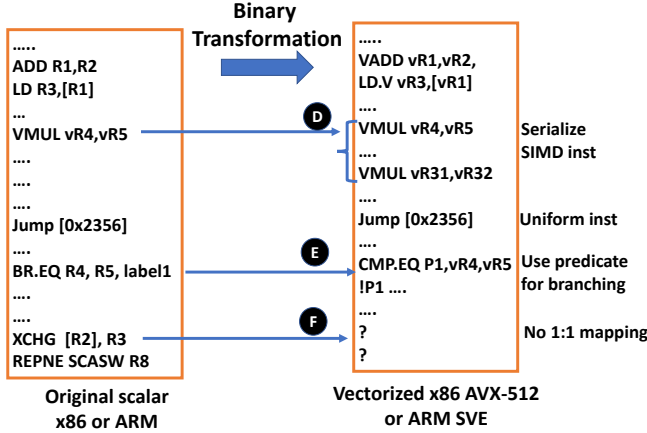 Binary
Transformation
.....
ADD R1,R2
LD R3,[R1]
...
VMUL vR4,vR5
....
....
....
Jump [0x2356]
....
BR.EQ R4, R5, label1
....
....
XCHG [R2], R3
REPNE SCASW R8
Original scalar
x86 or ARM
D
E
F
.....
VADD vR1,vR2,
LD.V vR3,[vR1]
....
VMUL vR4,vR5
....
VMUL vR31,vR32
....
Jump [0x2356]
....
CMP.EQ P1,vR4,vR5
!P1 ....
....
?
?
Vectorized x86 AVX-512
or ARM SVE
Serialize
SIMD inst
Uniform inst
Use predicate
for branching
No 1:1 mapping